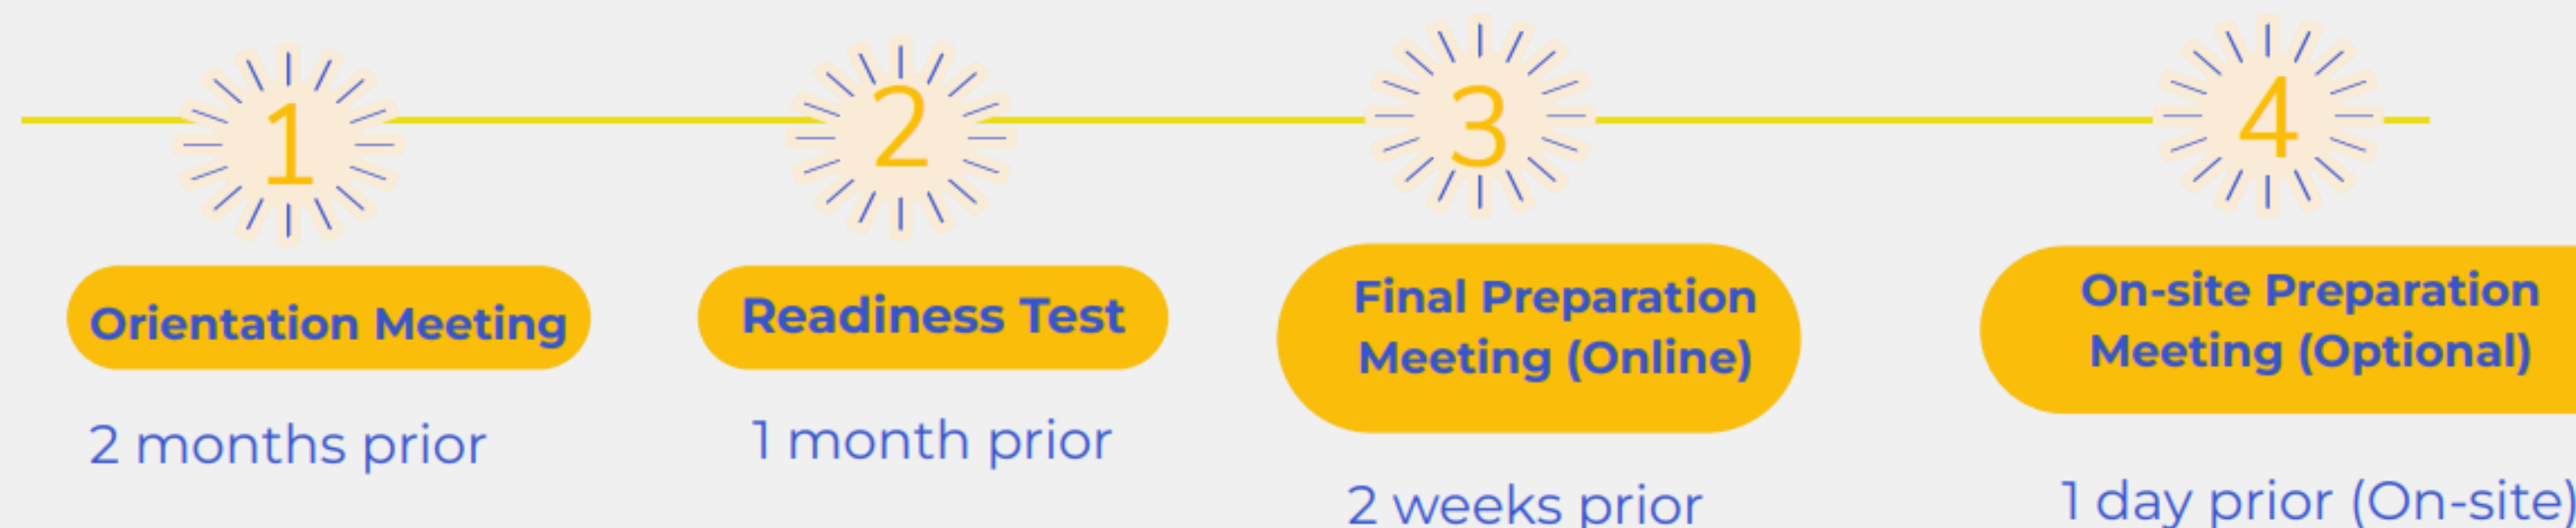 1
Orientation Meeting
2 months prior
2
Readiness Test
1 month prior
3
Final Preparation
Meeting (Online)
2 weeks prior
4
On-site Preparation
Meeting (Optional)
1 day prior (On-site)